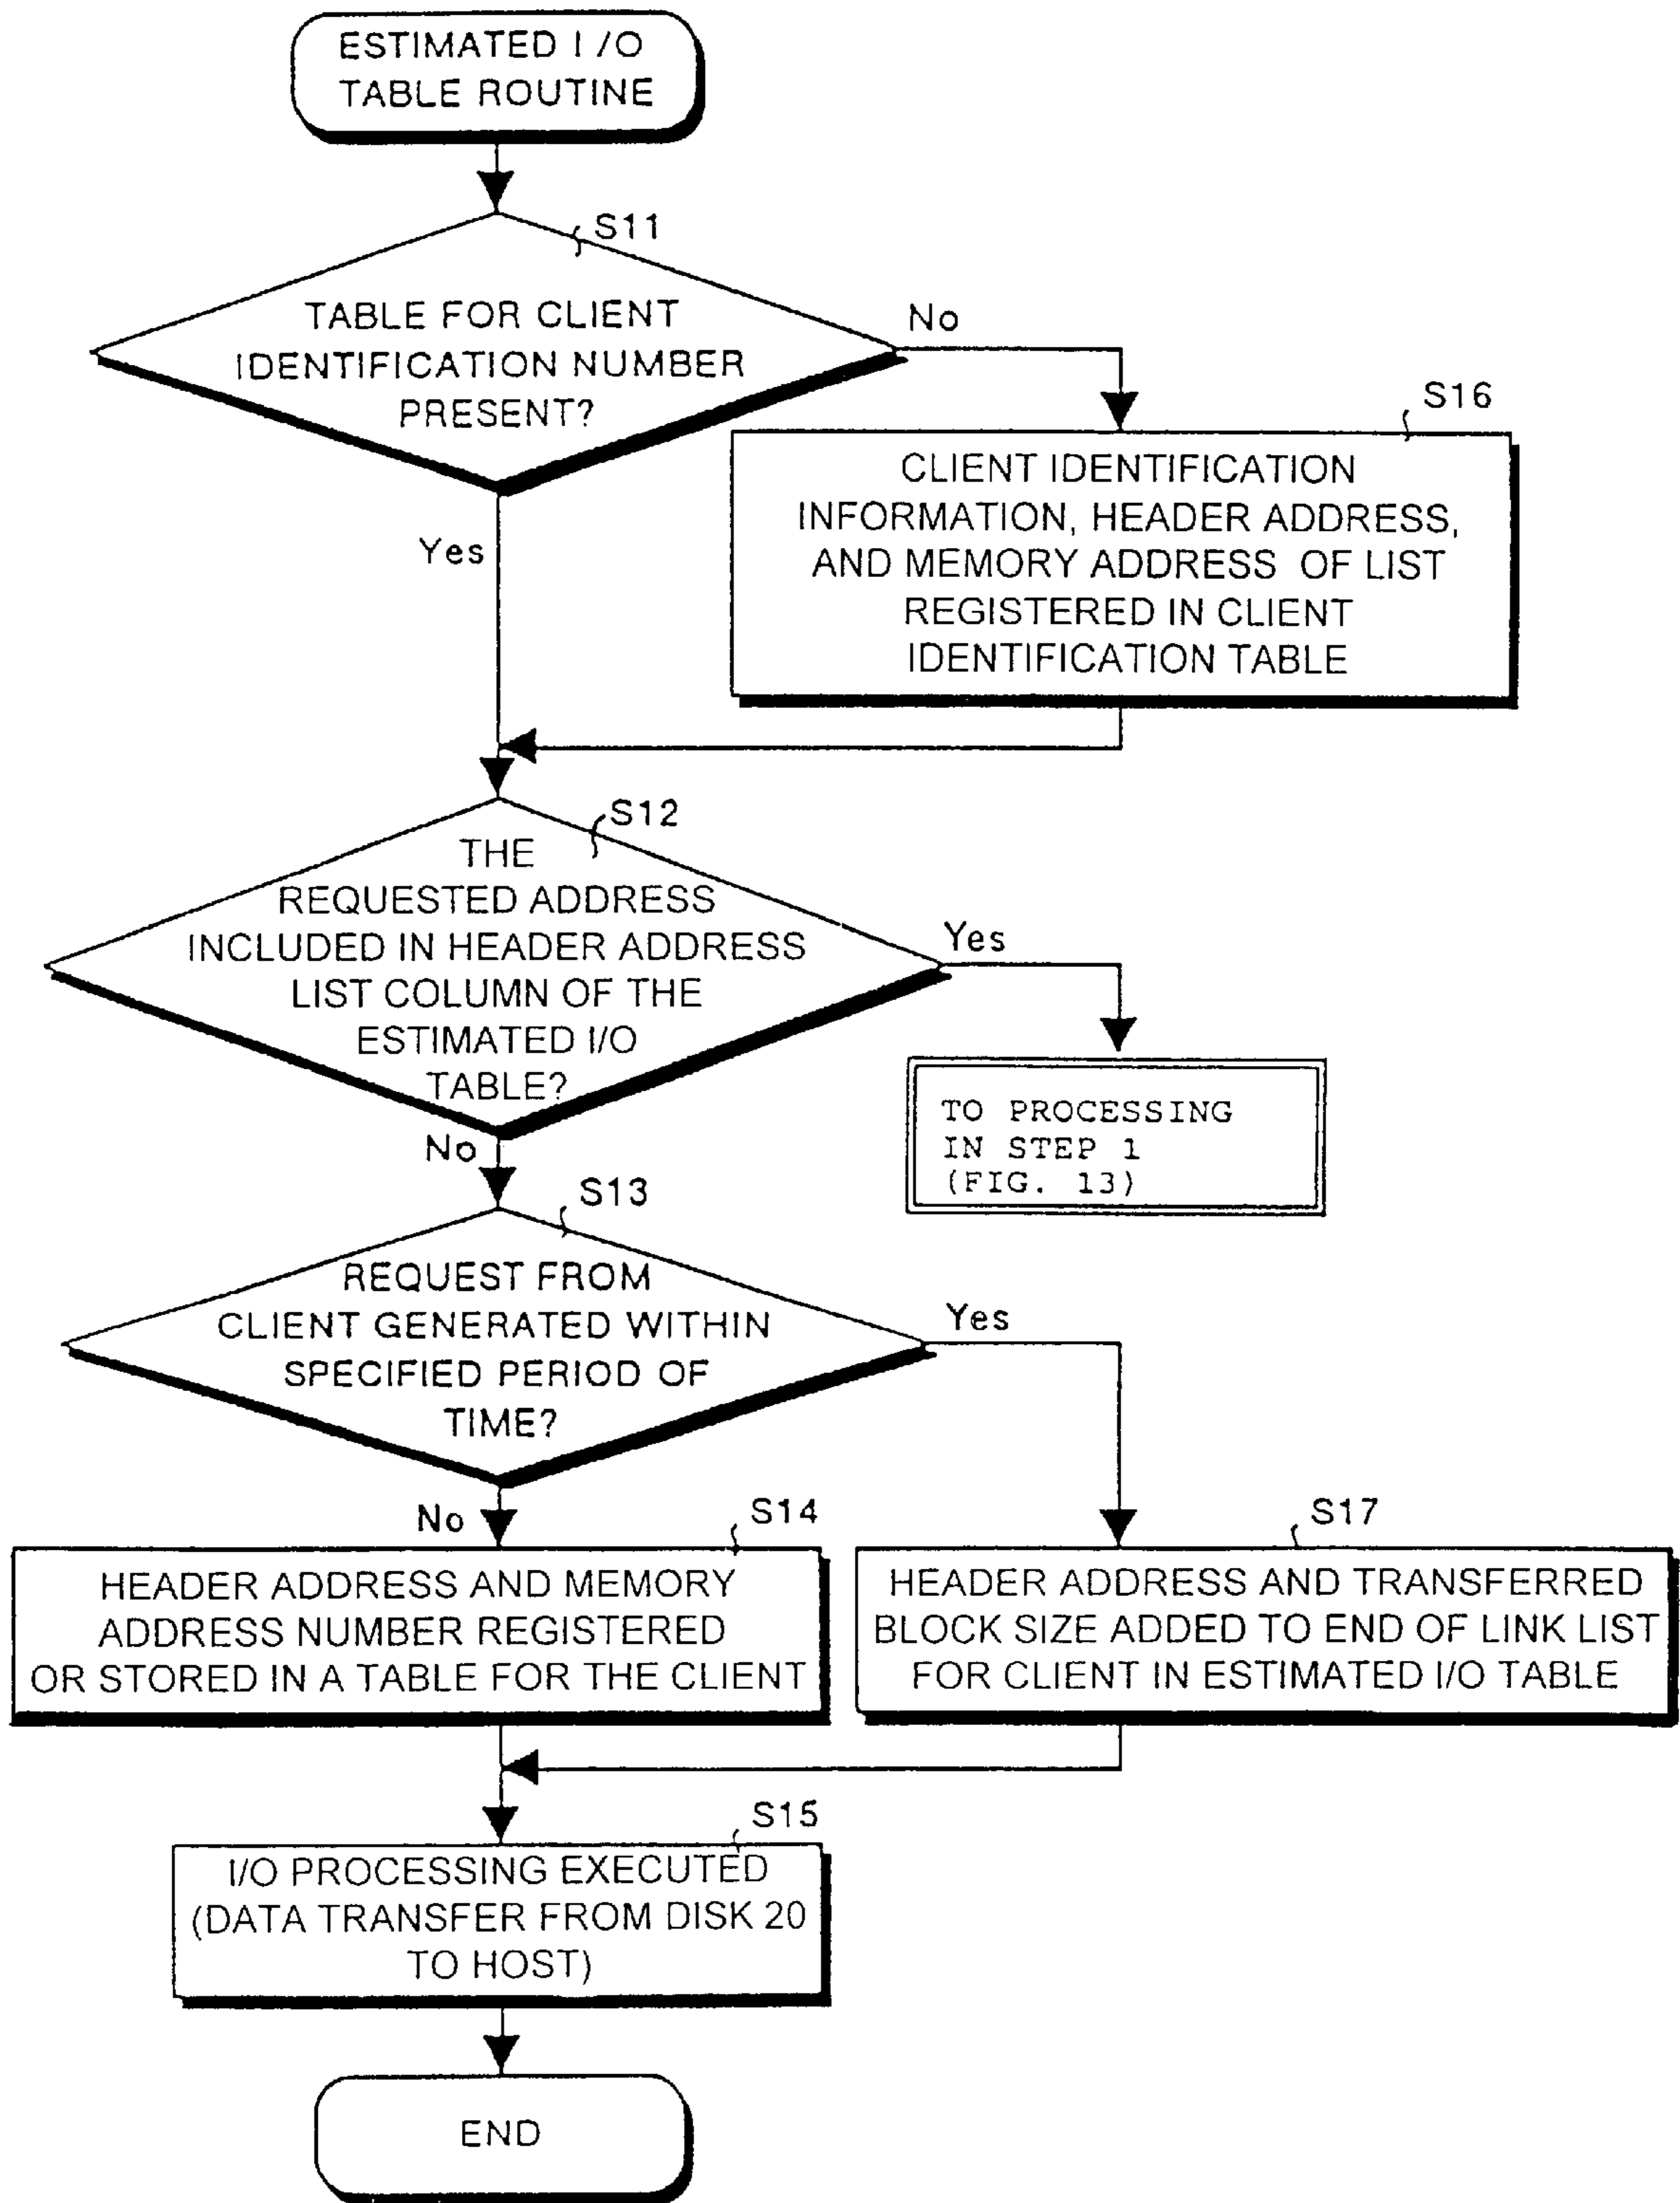 ESTIMATED I/O
TABLE ROUTINE
S11
TABLE FOR CLIENT
IDENTIFICATION NUMBER
PRESENT?
No
Yes
S16
CLIENT IDENTIFICATION
INFORMATION, HEADER ADDRESS,
AND MEMORY ADDRESS OF LIST
REGISTERED IN CLIENT
IDENTIFICATION TABLE
S12
THE
REQUESTED ADDRESS
INCLUDED IN HEADER ADDRESS
LIST COLUMN OF THE
ESTIMATED I/O
TABLE?
Yes
No
TO PROCESSING
IN STEP 1
(FIG. 13)
S13
REQUEST FROM
CLIENT GENERATED WITHIN
SPECIFIED PERIOD OF
TIME?
Yes
No
S14
HEADER ADDRESS AND MEMORY
ADDRESS NUMBER REGISTERED
OR STORED IN A TABLE FOR THE CLIENT
S17
HEADER ADDRESS AND TRANSFERRED
BLOCK SIZE ADDED TO END OF LINK LIST
FOR CLIENT IN ESTIMATED I/O TABLE
S15
I/O PROCESSING EXECUTED
(DATA TRANSFER FROM DISK 20
TO HOST)
END